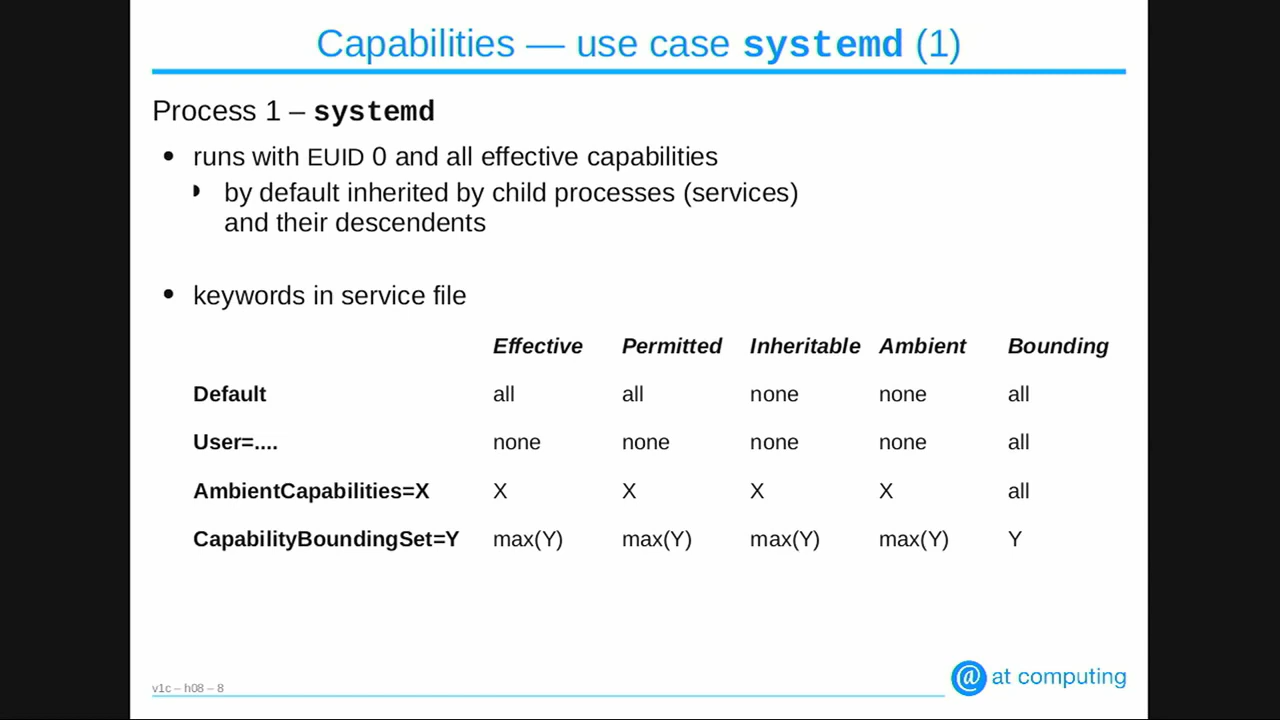 Capabilities — use case systemd (1)
Process 1 – systemd
• runs with EUID 0 and all effective capabilities
by default inherited by child processes (services)
and their descendents
• keywords in service file
Effective Permitted Inheritable Ambient Bounding
Default all all none none all
User=.... none none none none all
AmbientCapabilities=X X X X X all
CapabilityBoundingSet=Y max(Y) max(Y) max(Y) max(Y) Y
v1c – h08 – 8
@ at computing